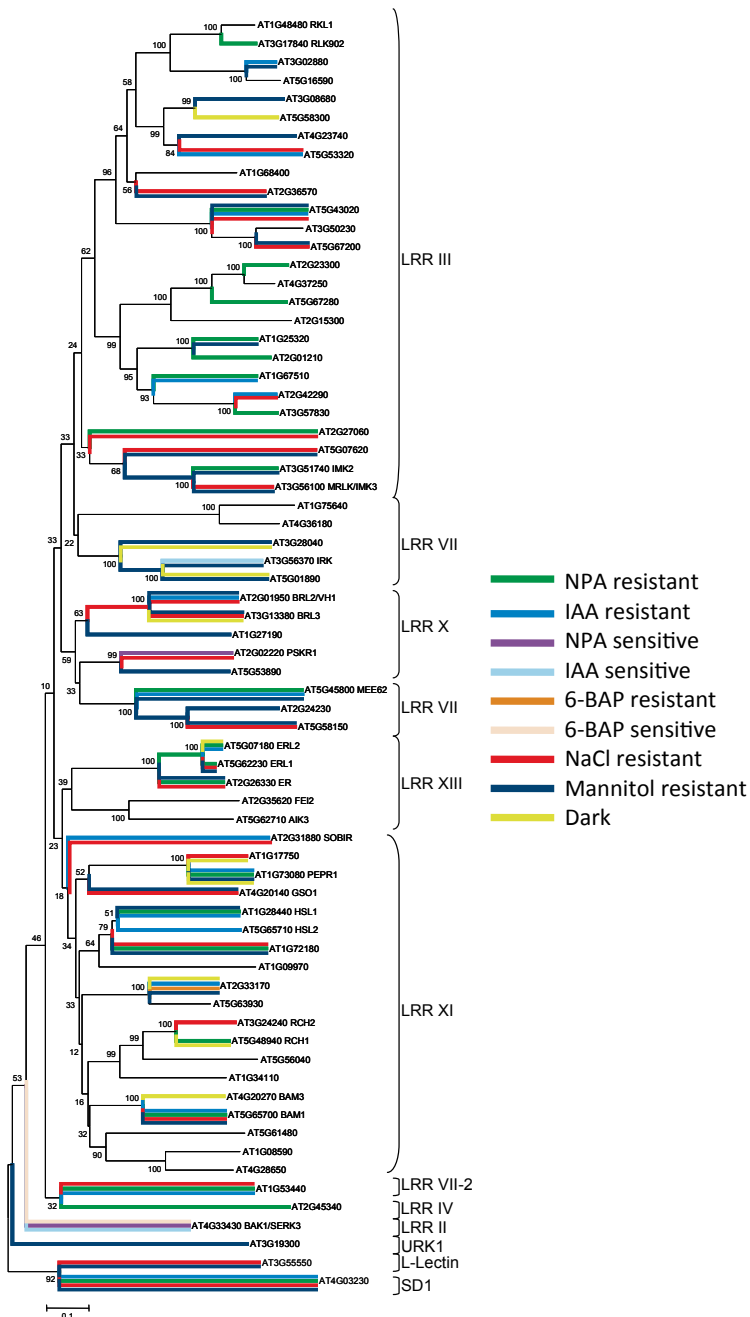 AT1G48480 RKL1
100
AT3G17840 RLK902
100
AT3G02880
58
100
AT5G16590
99
AT3G08680
AT5G58300
64
99
AT4G23740
84
AT5G53320
96
AT1G68400
56
AT2G36570
AT5G43020
AT3G50230
100
100
AT5G67200
LRR III
62
100
AT2G23300
100
AT4G37250
100
AT5G67280
AT2G15300
99
100
AT1G25320
24
AT2G01210
95
AT1G67510
93
AT2G42290
100
AT3G57830
33
AT2G27060
33
AT5G07620
68
AT3G51740 IMK2
100
AT3G56100 MRLK/IMK3
AT1G75640
33
22
100
AT4G36180
AT3G28040
LRR VII
100
AT3G56370 IRK
100
AT5G01890
NPA resistant
100
AT2G01950 BRL2/VH1
IAA resistant
63
AT3G13380 BRL3
LRR X
AT1G27190
NPA sensitive
59
99
AT2G02220 PSKR1
IAA sensitive
33
AT5G53890
10
AT5G45800 MEE62
6-BAP resistant
100
AT2G24230
LRR VII
6-BAP sensitive
100
AT5G58150
AT5G07180 ERL2
NaCl resistant
100
100
AT5G62230 ERL1
39
AT2G26330 ER
LRR XIII
Mannitol resistant
AT2G35620 FEI2
100
AT5G62710 AIK3
Dark
23
AT2G31880 SOBIR
100
AT1G17750
52
AT1G73080 PEPR1
18
AT4G20140 GSO1
51
AT1G28440 HSL1
79
AT5G65710 HSL2
46
34
64
AT1G72180
AT1G09970
33
100
AT2G33170
AT5G63930
LRR XI
100
AT3G24240 RCH2
99
AT5G48940 RCH1
12
99
AT5G56040
AT1G34110
53
100
AT4G20270 BAM3
16
AT5G65700 BAM1
32
AT5G61480
90
AT1G08590
100
AT4G28650
AT1G53440
LRR VII-2
32
AT2G45340
LRR IV
AT4G33430 BAK1/SERK3
LRR II
AT3G19300
URK1
AT3G55550
L-Lectin
92
AT4G03230
SD1
0.1